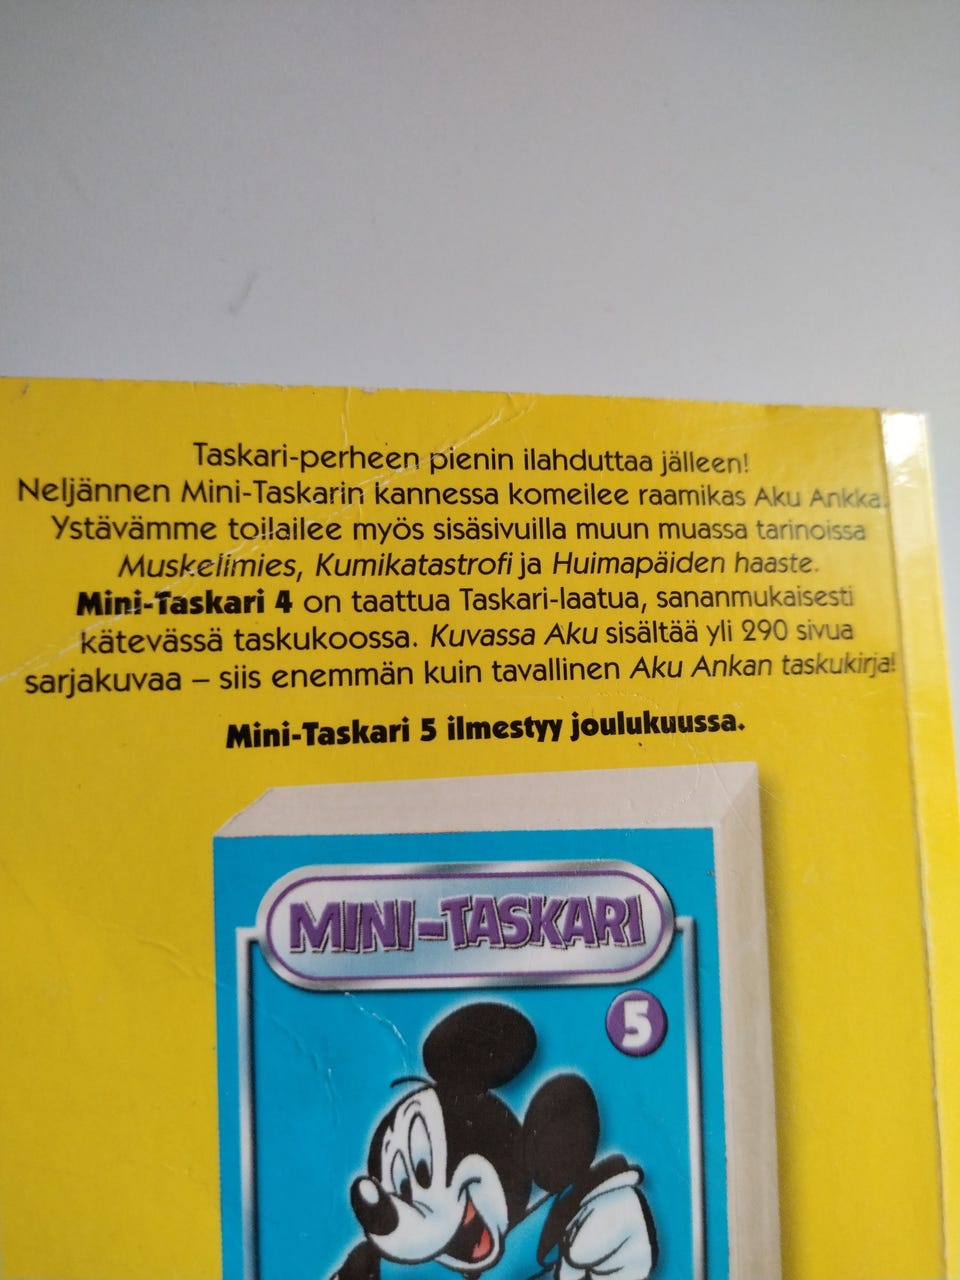 Taskari-perheen pienin ilahduttaa jälleen!
Neljännen Mini-Taskarin kannessa komeilee raamikas Aku Ankka.
Ystävämme toilailee myös sisäsivuilla muun muassa tarinoissa
Muskelimies, Kumikatastrofi ja Huimapäiden haaste.
Mini-Taskari 4 on taattua Taskari-laatua, sananmukaisesti
kätevässä taskukoossa. Kuvassa Aku sisältää yli 290 sivua
sarjakuvaa – siis enemmän kuin tavallinen Aku Ankan taskukirja!
Mini-Taskari 5 ilmestyy joulukuussa.
MINI-TASKARI
5